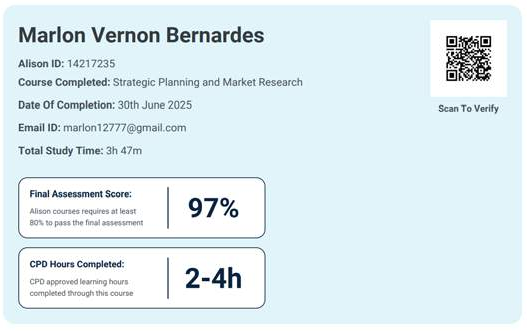 Marlon Vernon Bernardes
Alison ID: 14217235
Course Completed: Strategic Planning and Market Research
Date Of Completion: 30th June 2025
Email ID: marlon12777@gmail.com
Total Study Time: 3h 47m
Scan To Verify
Final Assessment Score:
Alison courses requires at least
80% to pass the final assessment
97%
CPD Hours Completed:
CPD approved learning hours
completed through this course
2-4h